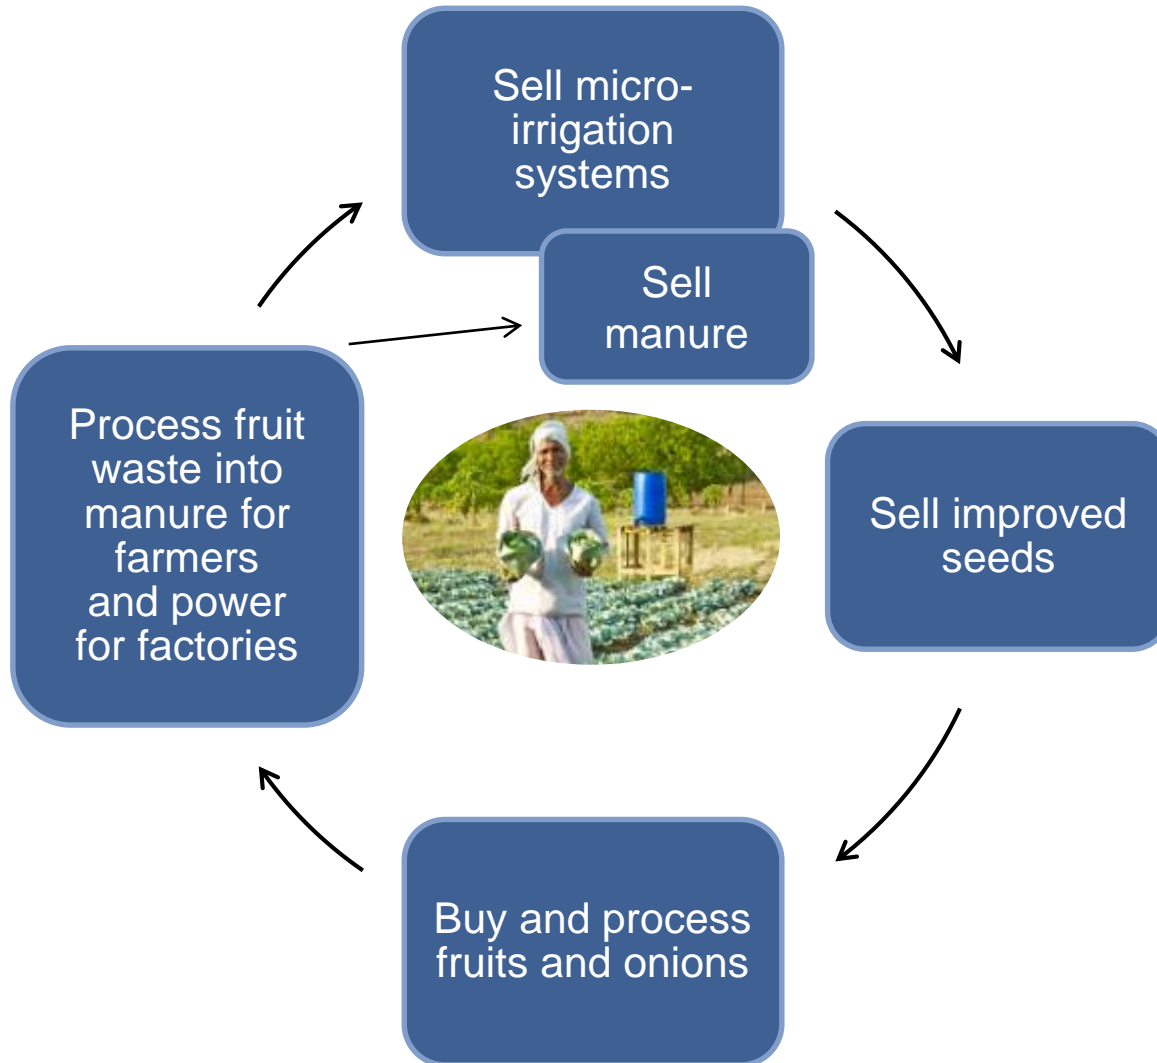 Sell micro-
irrigation
systems
Sell
manure
Process fruit
waste into
manure for
farmers
and power
for factories
Sell improved
seeds
Buy and process
fruits and onions